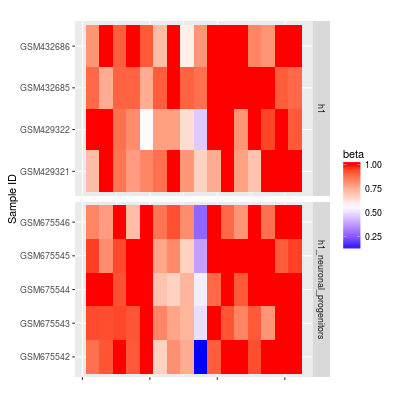 GSM432686
GSM432685
GSM429322
GSM429321
h1
GSM675546
GSM675545
GSM675544
GSM675543
GSM675542
h1_neuronal_progenitors
Sample ID
beta
1.00
0.75
0.50
0.25